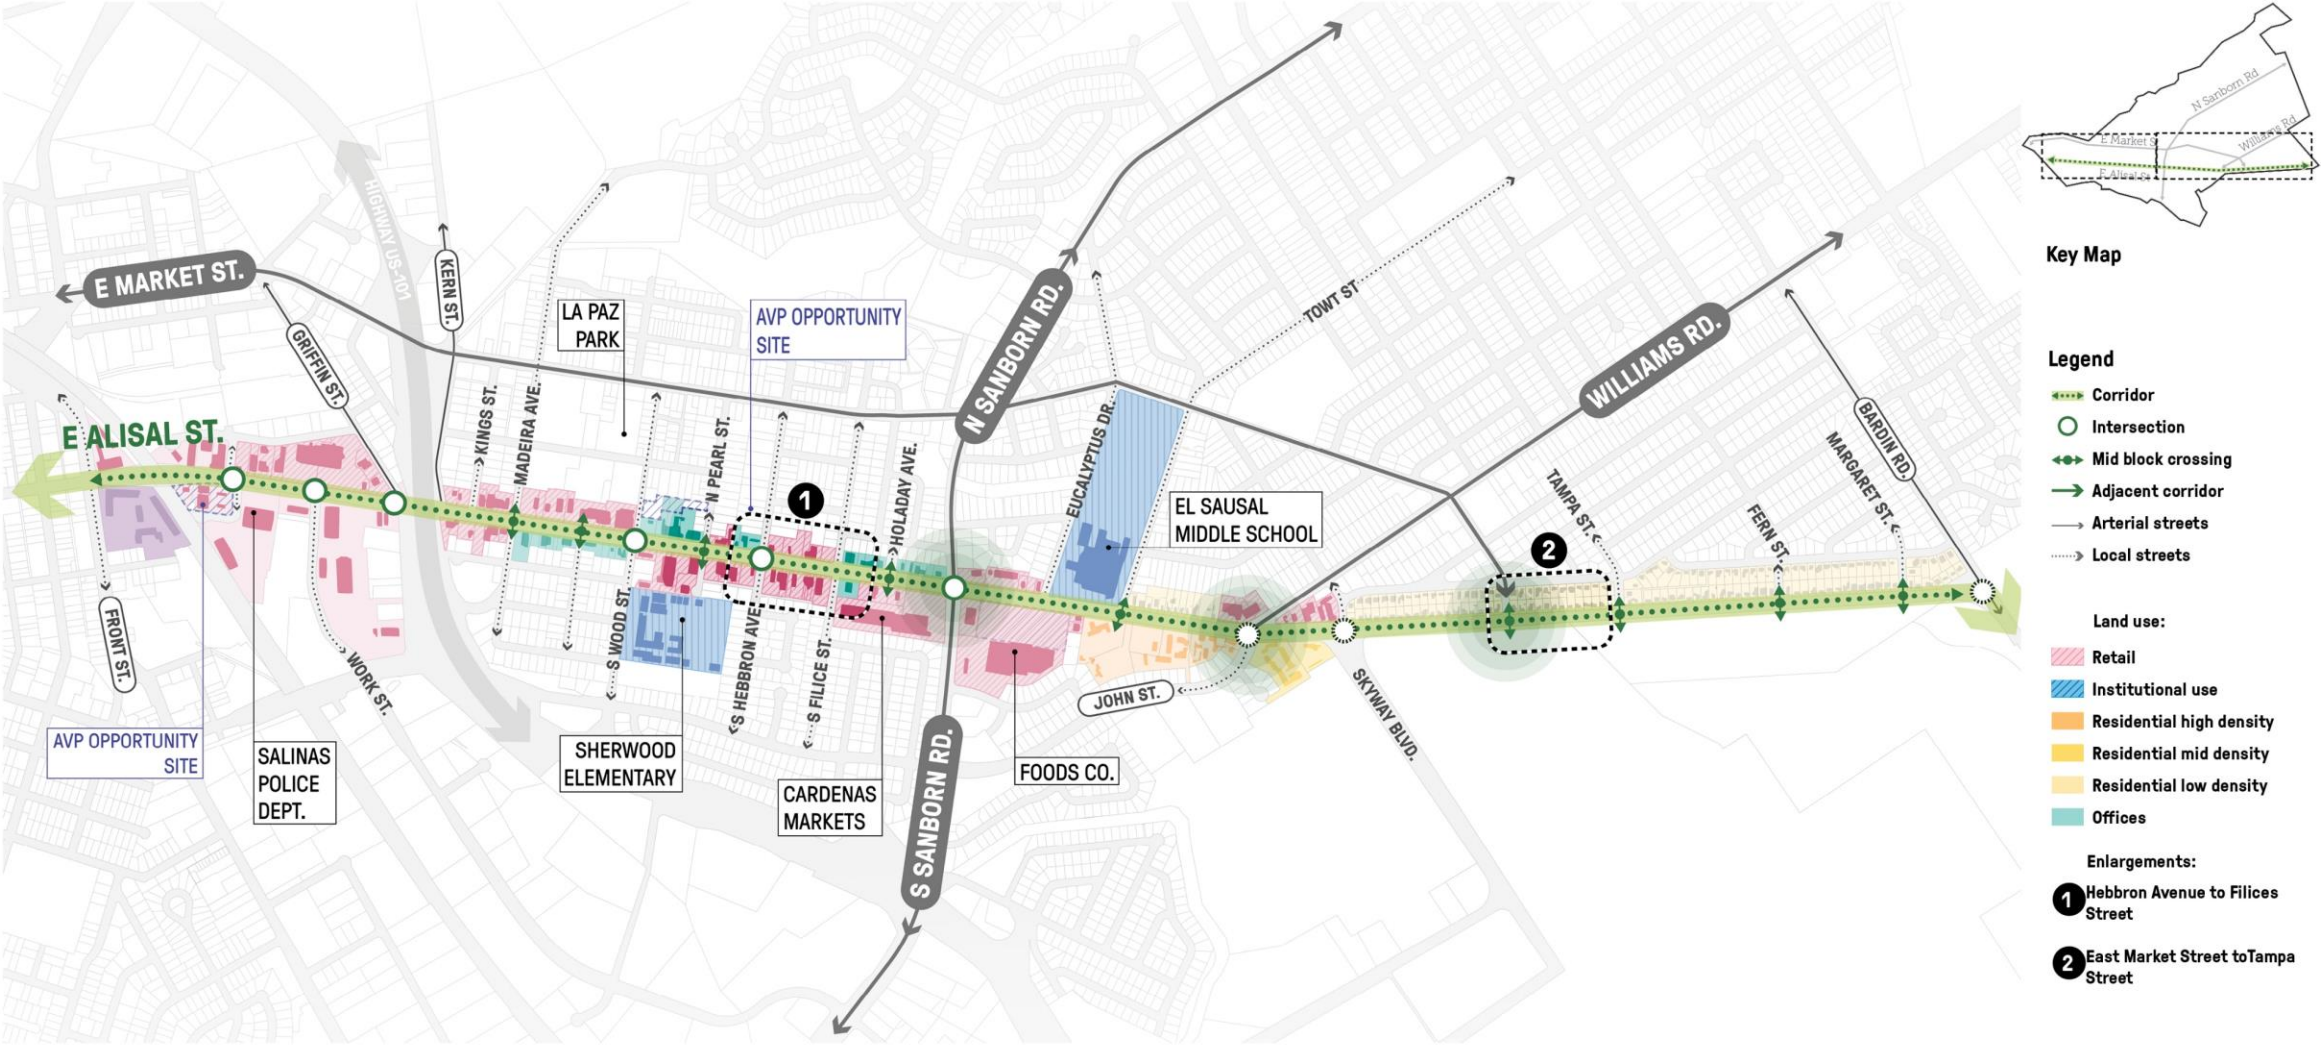 N Sanborn Rd
E Market S
Williams Rd
E Alisal St
Key Map
Legend
Corridor
Intersection
Mid block crossing
Adjacent corridor
Arterial streets
Local streets
Land use:
Retail
Institutional use
Residential high density
Residential mid density
Residential low density
Offices
Enlargements:
1
Hebbron Avenue to Filices
Street
2
East Market Street toTampa
Street
HIGHWAY US-101
E MARKET ST.
KERN ST.
GRIFFIN ST.
LA PAZ
PARK
AVP OPPORTUNITY
SITE
N SANBORN RD.
TOWT ST
WILLIAMS RD.
BARDIN RD.
E ALISAL ST.
KINGS ST.
MADEIRA AVE.
N PEARL ST.
1
HOLADAY AVE.
EUCALYPTUS DR.
EL SAUSAL
MIDDLE SCHOOL
2
TAMPA ST.
FERN ST.
MARGARET ST.
FRONT ST.
WORK ST.
S WOOD ST.
S HEBBRON AVE
S FILICE ST.
JOHN ST.
SKYWAY BLVD.
AVP OPPORTUNITY
SITE
SALINAS
POLICE
DEPT.
SHERWOOD
ELEMENTARY
CARDENAS
MARKETS
FOODS CO.
S SANBORN RD.